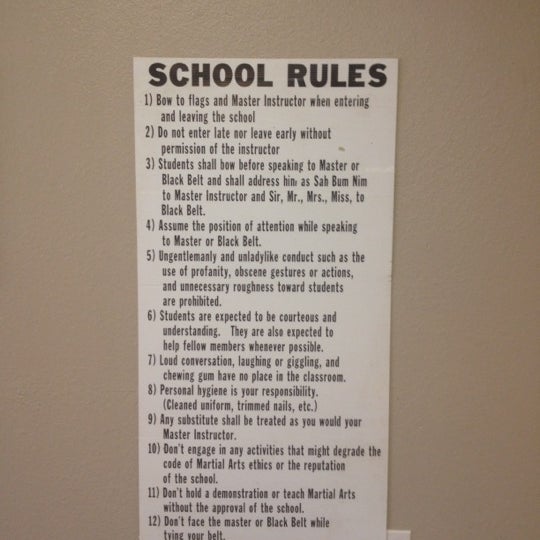 SCHOOL RULES
1) Bow to flags and Master Instructor when entering
and leaving the school
2) Do not enter late nor leave early without
permission of the instructor
3) Students shall bow before speaking to Master or
Black Belt and shall address him as Sah Bum Nim
to Master Instructor and Sir, Mr., Mrs., Miss, to
Black Belt.
4) Assume the position of attention while speaking
to Master or Black Belt.
5) Ungentlemanly and unladylike conduct such as the
use of profanity, obscene gestures or actions,
and unnecessary roughness toward students
are prohibited.
6) Students are expected to be courteous and
understanding. They are also expected to
help fellow members whenever possible.
7) Loud conversation, laughing or giggling, and
chewing gum have no place in the classroom.
8) Personal hygiene is your responsibility.
(Cleaned uniform, trimmed nails, etc.)
9) Any substitute shall be treated as you would your
Master Instructor.
10) Don't engage in any activities that might degrade the
code of Martial Arts ethics or the reputation
of the school.
11) Don't hold a demonstration or teach Martial Arts
without the approval of the school.
12) Don't face the master or Black Belt while
tying your belt.